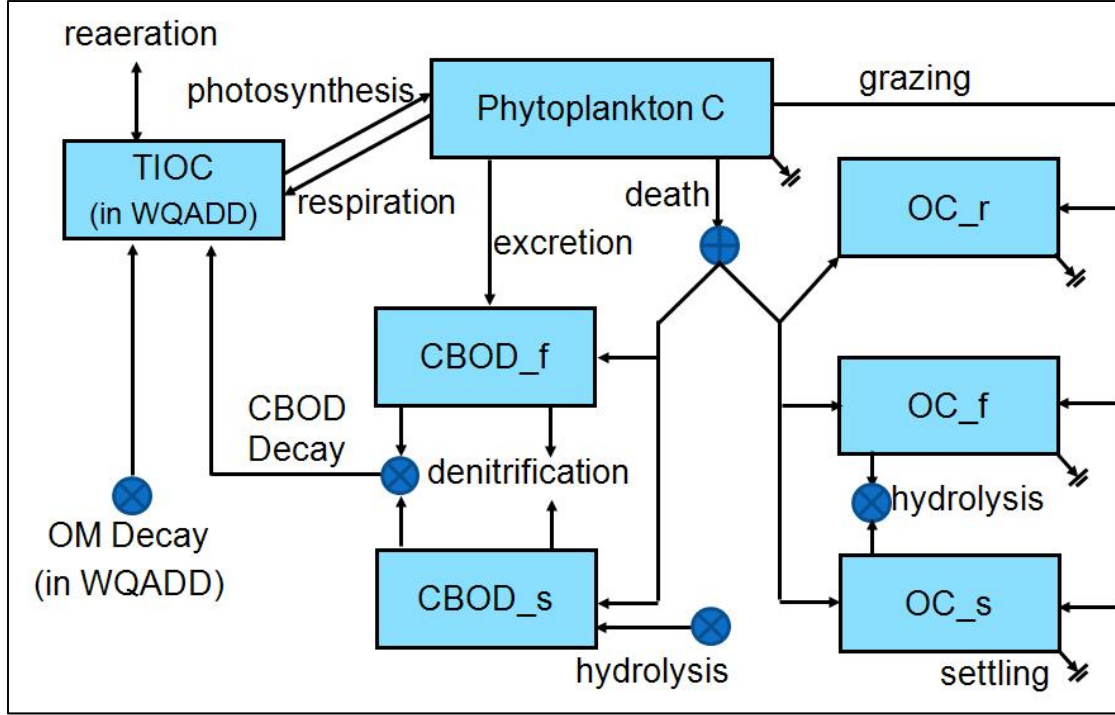 reaeration
photosynthesis
Phytoplankton C
grazing
TIOC
(in WQADD)
respiration
death
OC_r
excretion
CBOD_f
OC_f
CBOD
Decay
denitrification
hydrolysis
OM Decay
(in WQADD)
CBOD_s
OC_s
hydrolysis
settling